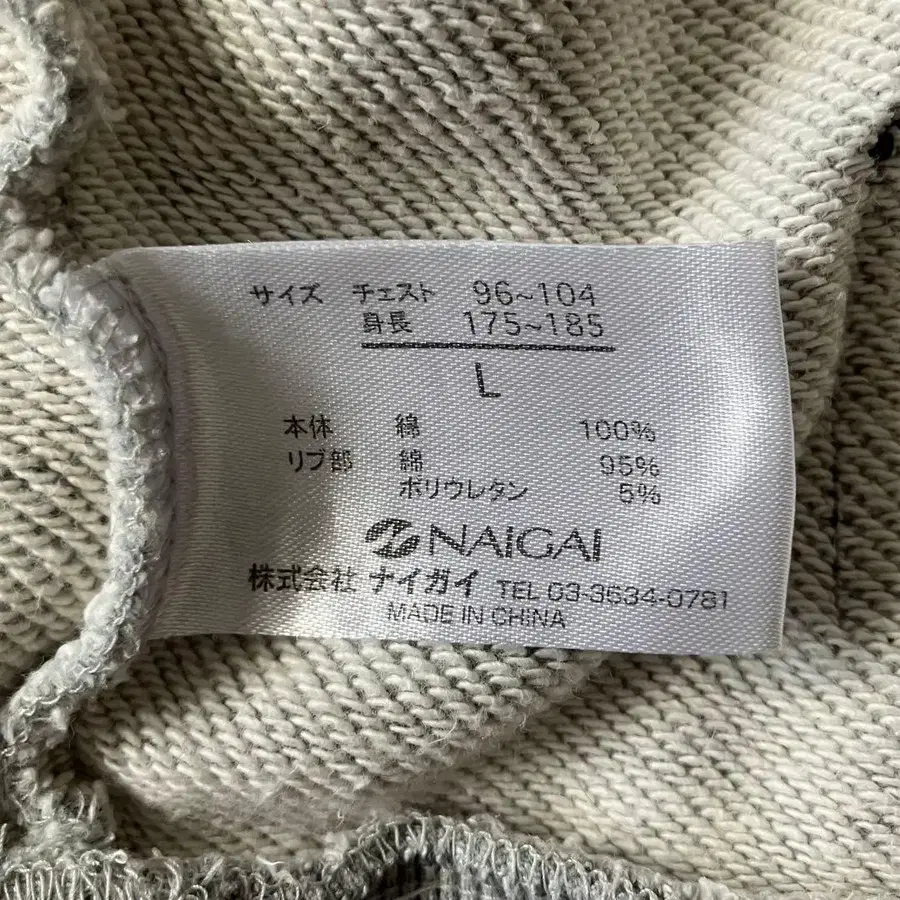 サイズ チェスト 96~104
身長 175~185
L
本体 綿 100%
リブ部 綿 95%
ポリウレタン 5%
NAIGAI
株式会社 ナイガイ TEL 03-3634-0781
MADE IN CHINA